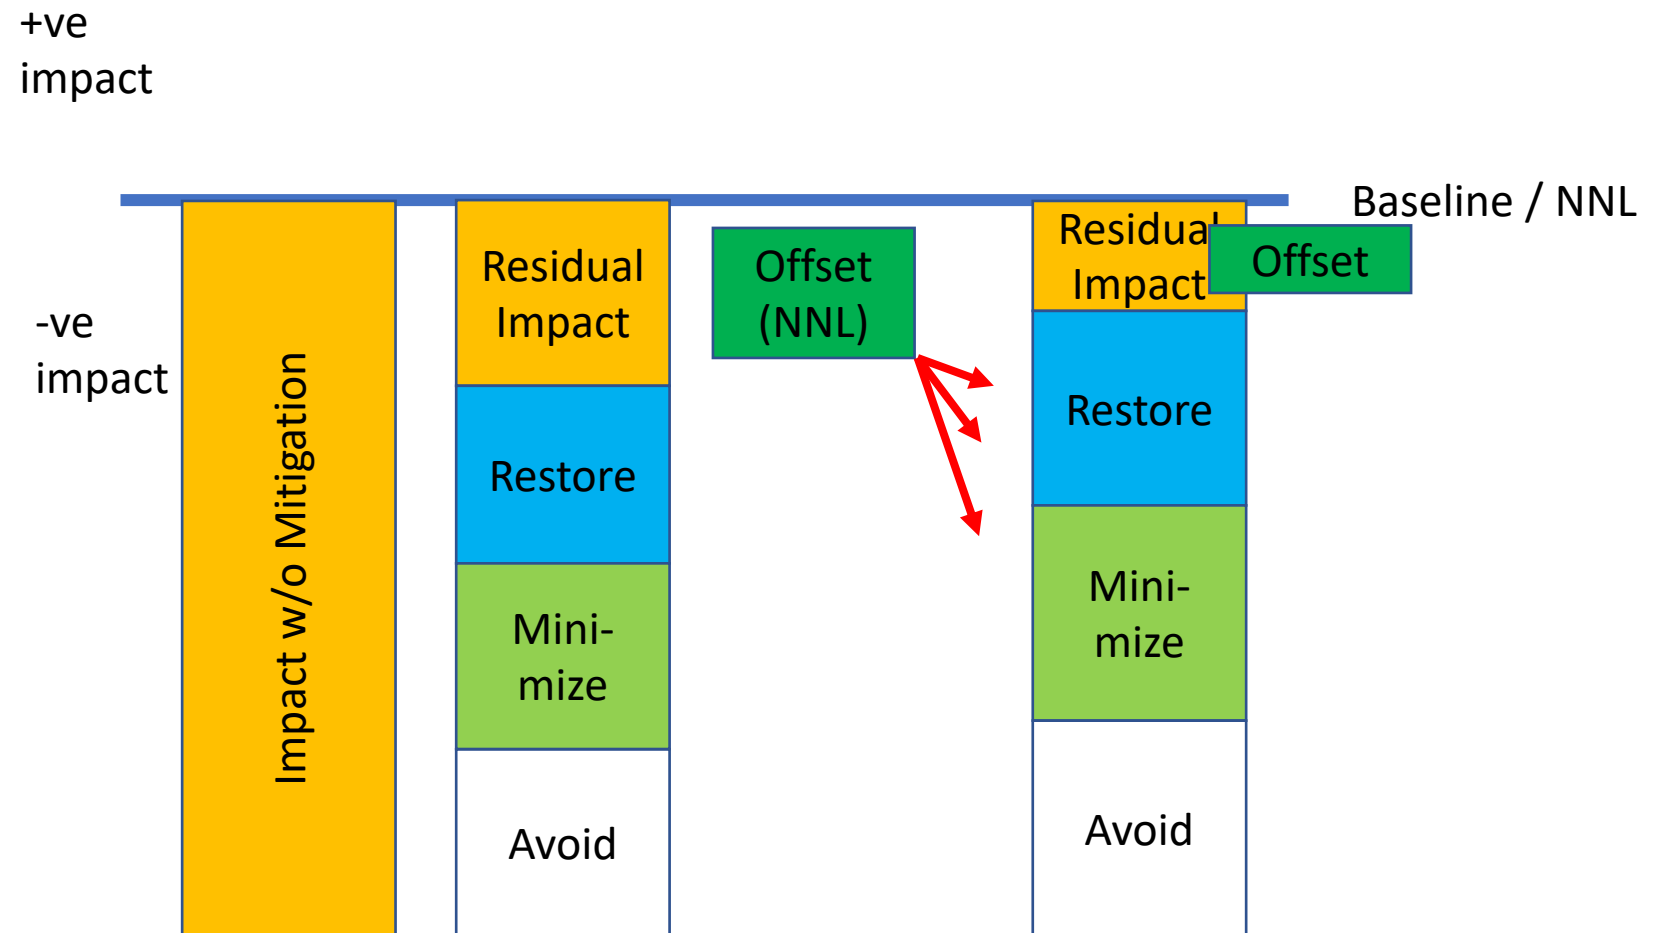 +ve
impact
Baseline / NNL
-ve
impact
Impact w/o Mitigation
Residual
Impact
Restore
Mini-
mize
Avoid
Offset
(NNL)
Residual
Impact
Offset
Restore
Mini-
mize
Avoid